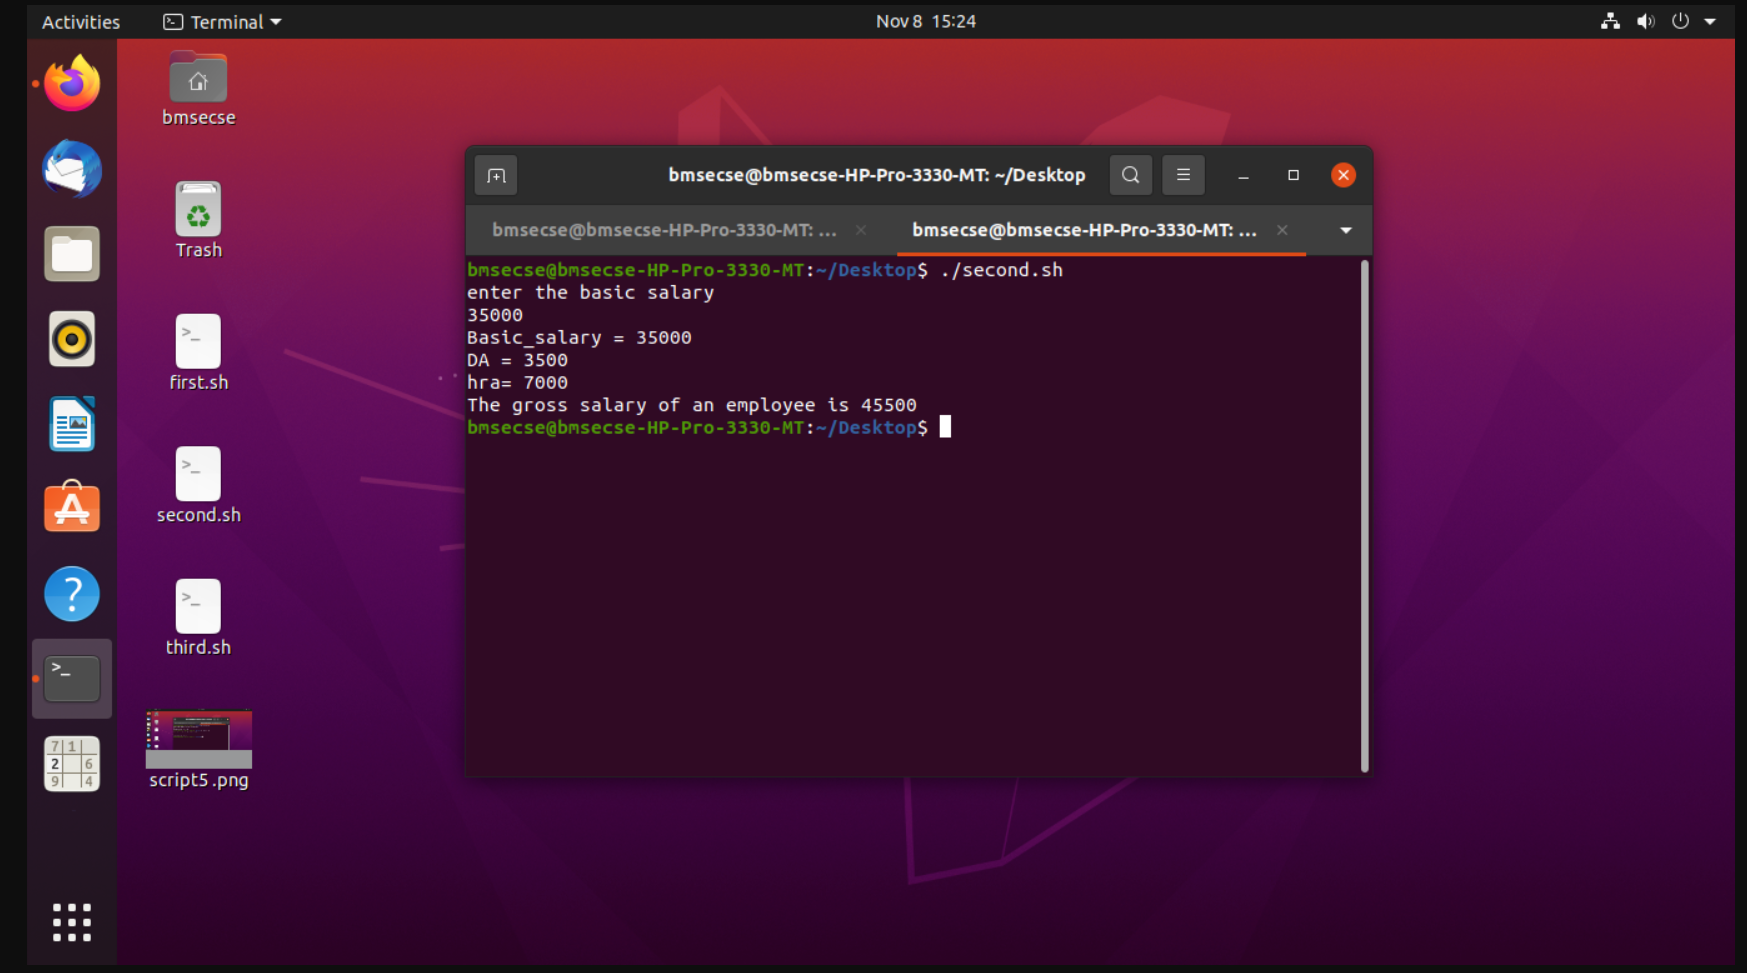 Activities
Terminal
Nov 8 15:24
bmsecse
Trash
first.sh
second.sh
third.sh
script5.png
bmsecse@bmsecse-HP-Pro-3330-MT: ~/Desktop
bmsecse@bmsecse-HP-Pro-3330-MT: ...
bmsecse@bmsecse-HP-Pro-3330-MT: ...
bmsecse@bmsecse-HP-Pro-3330-MT:~/Desktop$ ./second.sh
enter the basic salary
35000
Basic_salary = 35000
DA = 3500
hra= 7000
The gross salary of an employee is 45500
bmsecse@bmsecse-HP-Pro-3330-MT:~/Desktop$
7 1
2 6
9 4